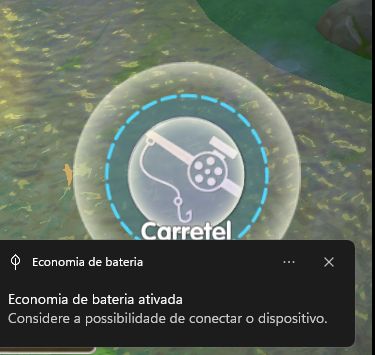 Carretel
Economia de bateria
Economia de bateria ativada
Considere a possibilidade de conectar o dispositivo.